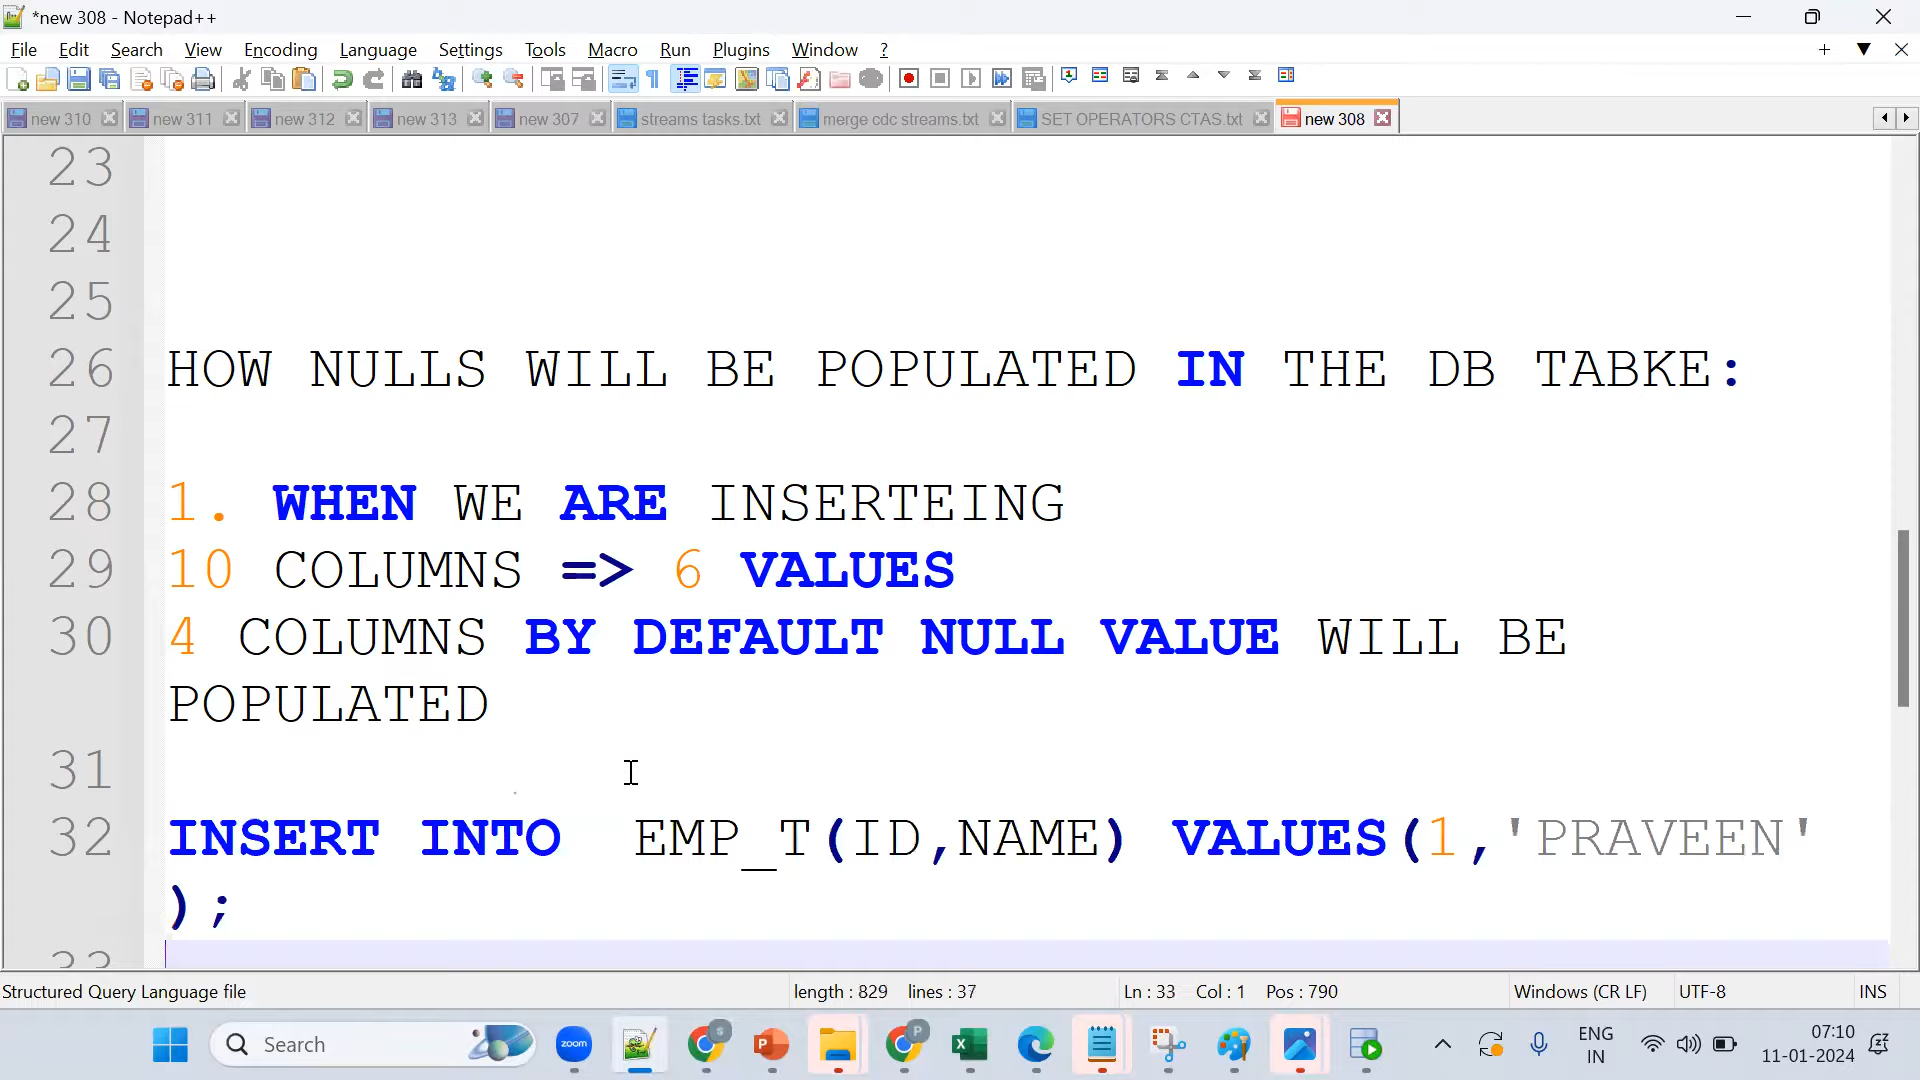 *new 308 - Notepad++
File Edit Search View Encoding Language Settings Tools Macro Run Plugins Window ?
new 310 new 311 new 312 new 313 new 307 streams tasks.txt merge cdc streams.txt SET OPERATORS CTAS.txt new 308
23
24
25
26 HOW NULLS WILL BE POPULATED IN THE DB TABKE:
27
28 1. WHEN WE ARE INSERTEING
29 10 COLUMNS => 6 VALUES
30 4 COLUMNS BY DEFAULT NULL VALUE WILL BE
POPULATED
31
32 INSERT INTO EMP_T(ID,NAME) VALUES(1,'PRAVEEN'
);
33
Structured Query Language file length : 829 lines : 37 Ln : 33 Col : 1 Pos : 790 Windows (CR LF) UTF-8 INS
Search zoom S P ENG
IN
07:10
11-01-2024